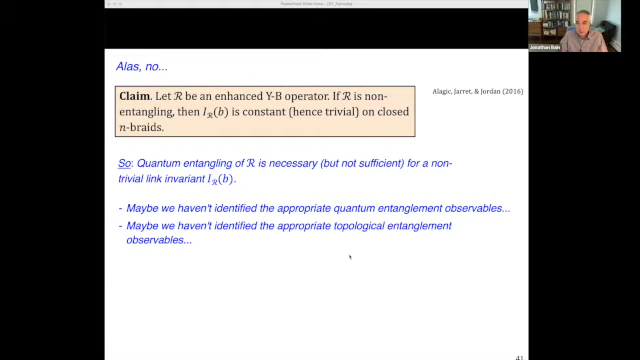 Alas, no...
Claim. Let ℛ be an enhanced Y-B operator. If ℛ is non-
entangling, then Iℛ(b) is constant (hence trivial) on closed
n-braids.
Alagic, Jarret, & Jordan (2016)
So: Quantum entangling of ℛ is necessary (but not sufficient) for a non-
trivial link invariant Iℛ(b).
- Maybe we haven't identified the appropriate quantum entanglement observables...
- Maybe we haven't identified the appropriate topological entanglement
observables...
Jonathan Bain
41